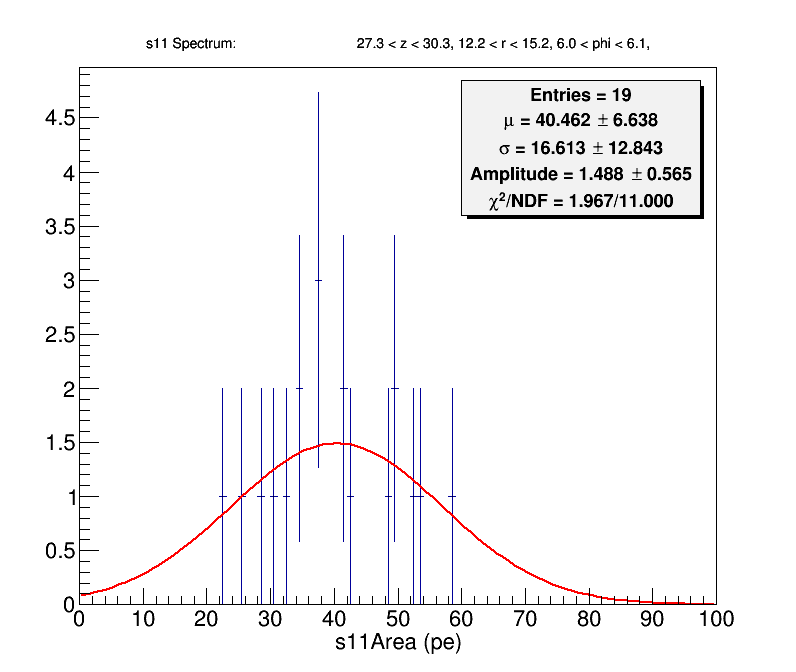 s11 Spectrum: 27.3 < z < 30.3, 12.2 < r < 15.2, 6.0 < phi < 6.1,
Entries = 19
μ = 40.462 ± 6.638
σ = 16.613 ± 12.843
Amplitude = 1.488 ± 0.565
χ²/NDF = 1.967/11.000
4.5
4
3.5
3
2.5
2
1.5
1
0.5
0
0 10 20 30 40 50 60 70 80 90 100
s11Area (pe)